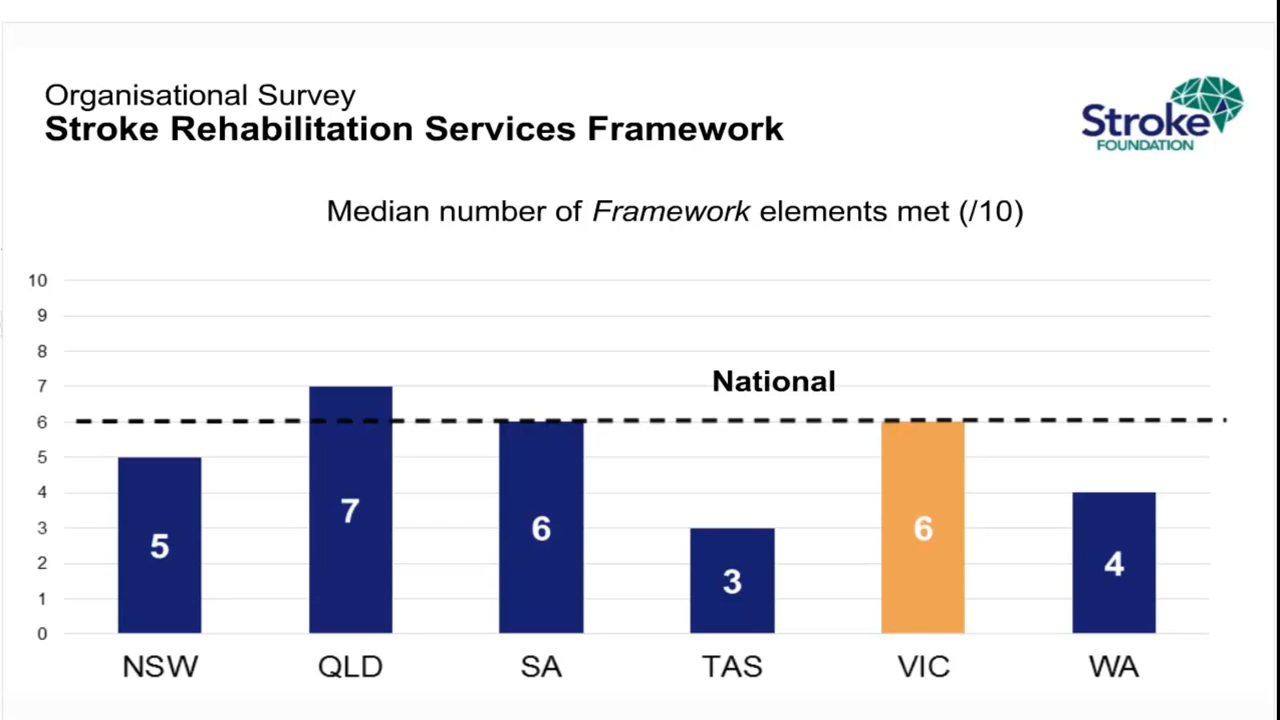 Organisational Survey
Stroke Rehabilitation Services Framework
Stroke
FOUNDATION
Median number of Framework elements met (/10)
10
9
8
7
6
5
4
3
2
1
0
National
5
7
6
3
6
4
NSW
QLD
SA
TAS
VIC
WA